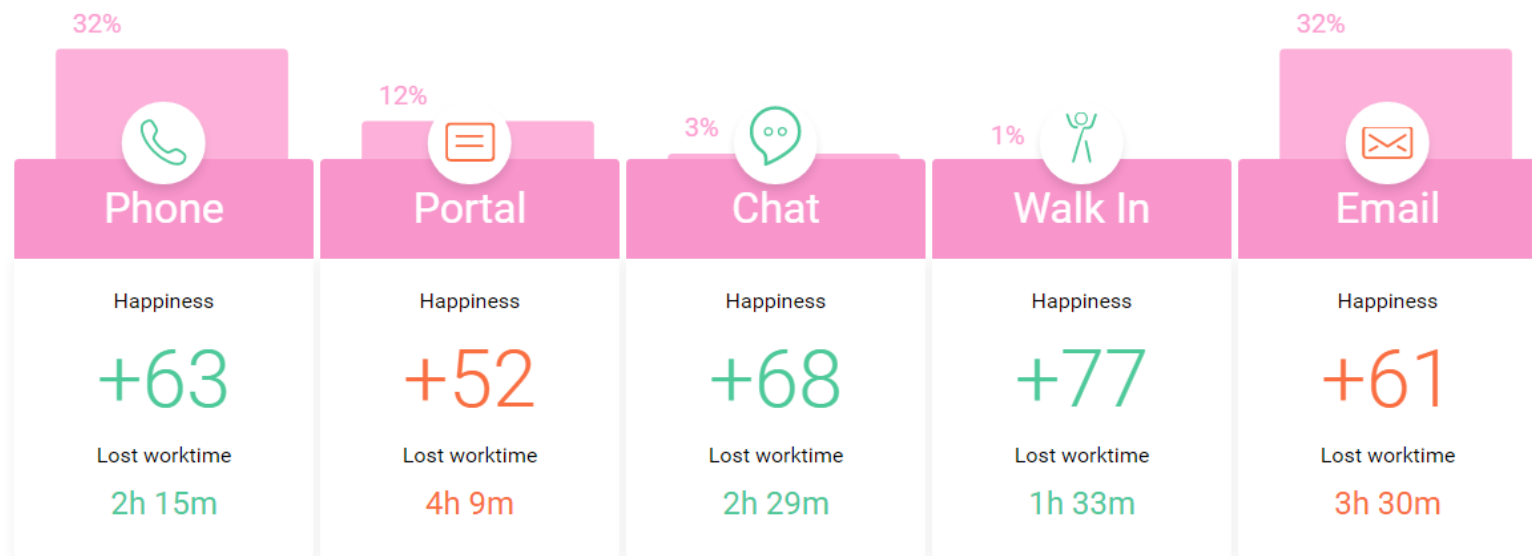 32%
Phone
Happiness
+63
Lost worktime
2h 15m
12%
Portal
Happiness
+52
Lost worktime
4h 9m
3%
Chat
Happiness
+68
Lost worktime
2h 29m
1%
Walk In
Happiness
+77
Lost worktime
1h 33m
32%
Email
Happiness
+61
Lost worktime
3h 30m